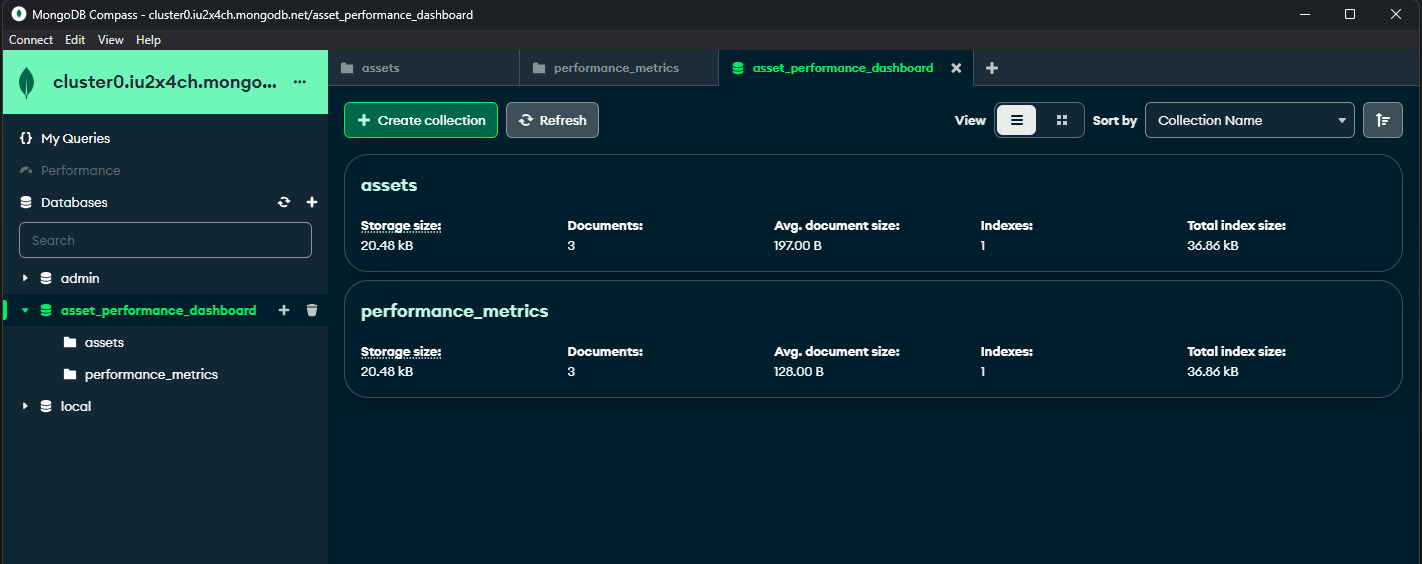 MongoDB Compass - cluster0.iu2x4ch.mongodb.net/asset_performance_dashboard
Connect Edit View Help
cluster0.iu2x4ch.mongo... ...
My Queries
Performance
Databases
Search
admin
asset_performance_dashboard
assets
performance_metrics
local
assets performance_metrics asset_performance_dashboard
Create collection Refresh View Sort by Collection Name
assets
Storage size: Documents: Avg. document size: Indexes: Total index size:
20.48 kB 3 197.00 B 1 36.86 kB
performance_metrics
Storage size: Documents: Avg. document size: Indexes: Total index size:
20.48 kB 3 128.00 B 1 36.86 kB